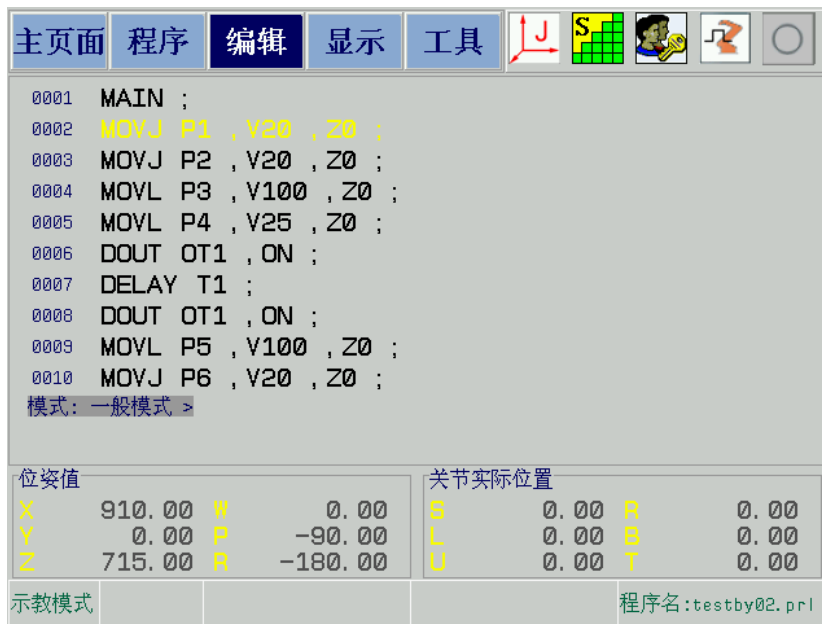 主页面 程序 编辑 显示 工具 J S
0001 MAIN ;
0002 MOVJ P1 , V20 , Z0 ;
0003 MOVJ P2 , V20 , Z0 ;
0004 MOVL P3 , V100 , Z0 ;
0005 MOVL P4 , V25 , Z0 ;
0006 DOUT OT1 , ON ;
0007 DELAY T1 ;
0008 DOUT OT1 , ON ;
0009 MOVL P5 , V100 , Z0 ;
0010 MOVJ P6 , V20 , Z0 ;
模式: 一般模式 >
位姿值 关节实际位置
X 910.00 W 0.00 S 0.00 R 0.00
Y 0.00 P -90.00 L 0.00 B 0.00
Z 715.00 R -180.00 U 0.00 T 0.00
示教模式 程序名:testby02.prl